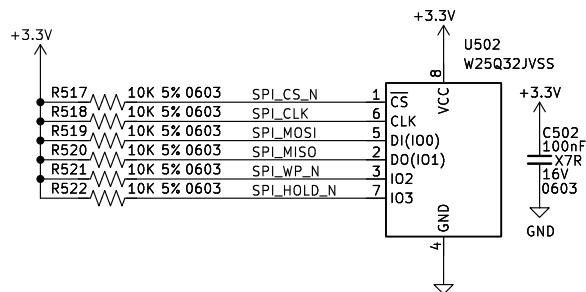 +3.3V
+3.3V
U502
W25Q32JVSS
8
VCC
+3.3V
R517 10K 5% 0603 SPI_CS_N 1 CS
R518 10K 5% 0603 SPI_CLK 6 CLK
R519 10K 5% 0603 SPI_MOSI 5 DI(IO0)
R520 10K 5% 0603 SPI_MISO 2 DO(IO1)
R521 10K 5% 0603 SPI_WP_N 3 IO2
R522 10K 5% 0603 SPI_HOLD_N 7 IO3
C502
100nF
X7R
16V
0603
GND
GND
4